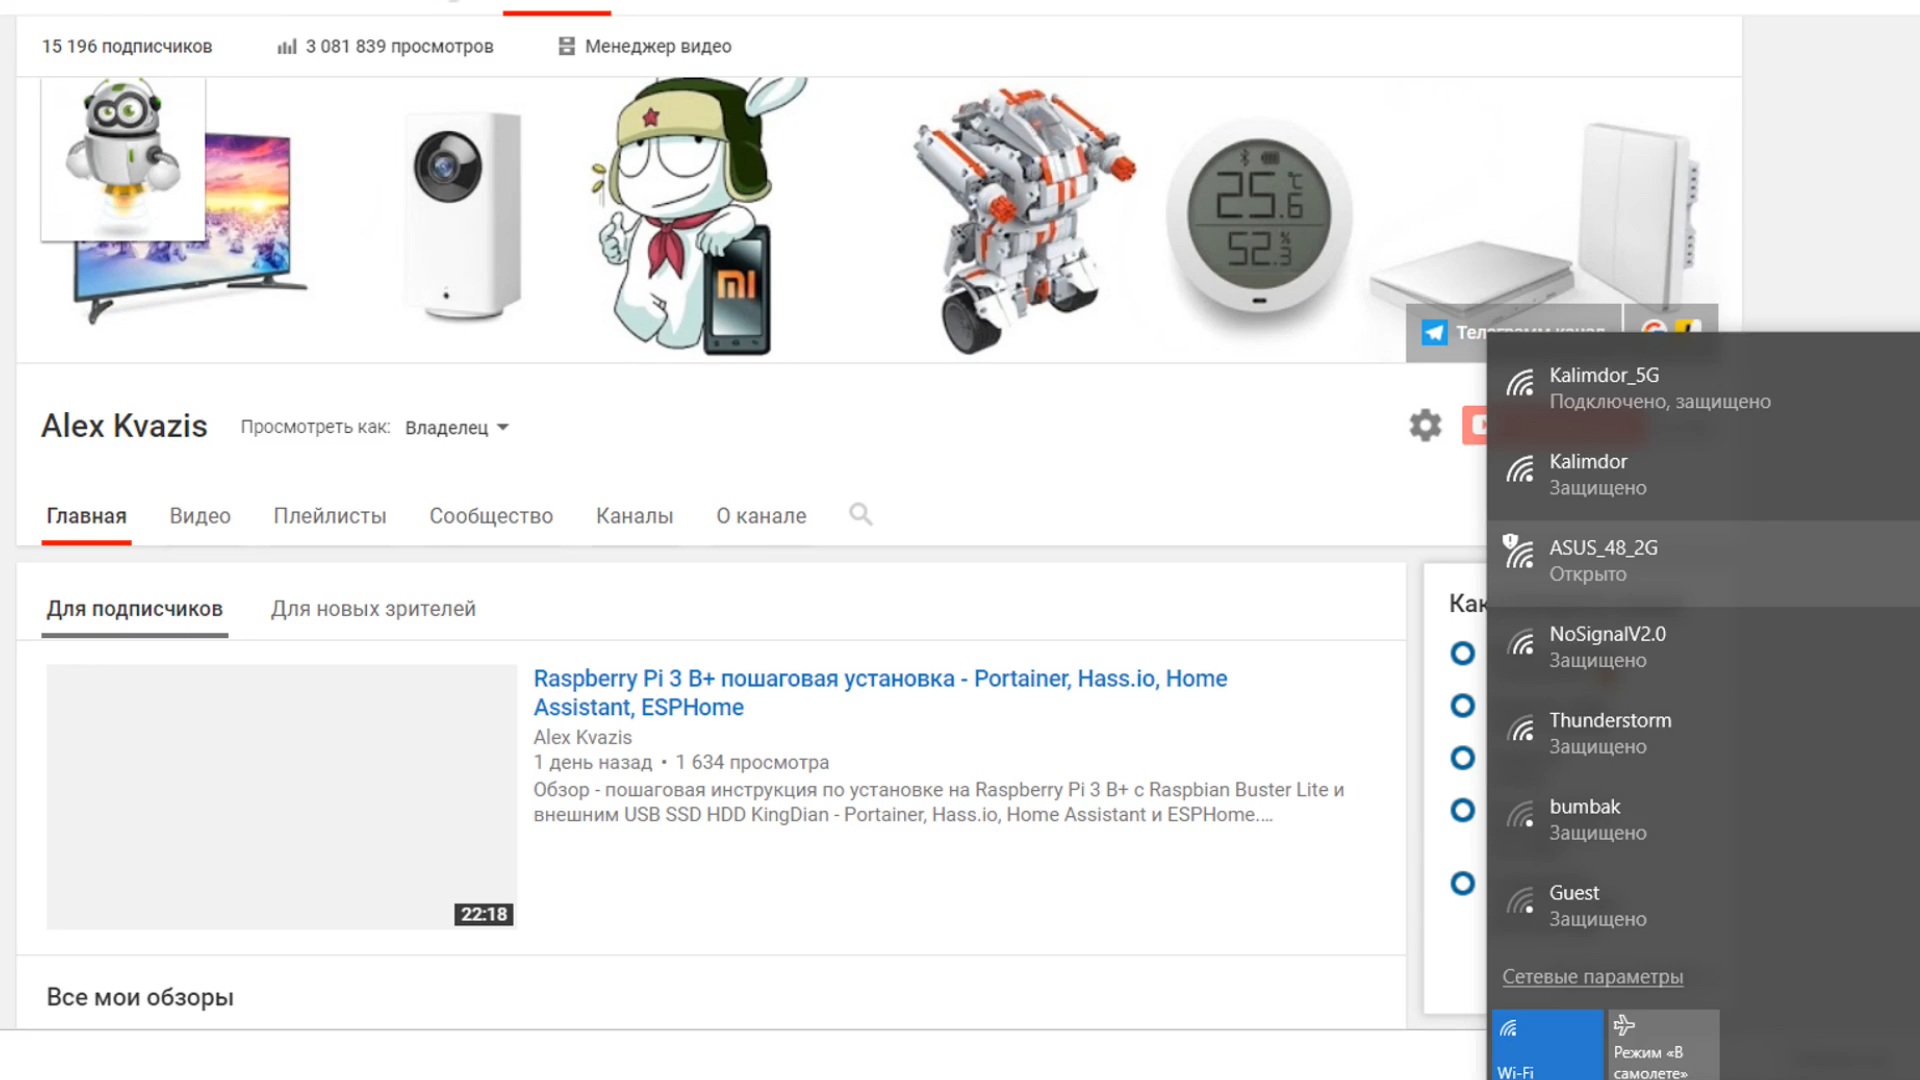 15 196 подписчиков
3 081 839 просмотров
Менеджер видео
25.6 °C
52.3 %
MI
Alex Kvazis
Просмотреть как: Владелец
Главная
Видео
Плейлисты
Сообщество
Каналы
О канале
Для подписчиков
Для новых зрителей
Raspberry Pi 3 B+ пошаговая установка - Portainer, Hass.io, Home
Assistant, ESPHome
Alex Kvazis
1 день назад • 1 634 просмотра
Обзор - пошаговая инструкция по установке на Raspberry Pi 3 B+ с Raspbian Buster Lite и
внешним USB SSD HDD KingDian - Portainer, Hass.io, Home Assistant и ESPHome....
22:18
Все мои обзоры
Как
Kalimdor_5G
Подключено, защищено
Kalimdor
Защищено
ASUS_48_2G
Открыто
NoSignalV2.0
Защищено
Thunderstorm
Защищено
bumbak
Защищено
Guest
Защищено
Сетевые параметры
Wi-Fi
Режим «В
самолете»